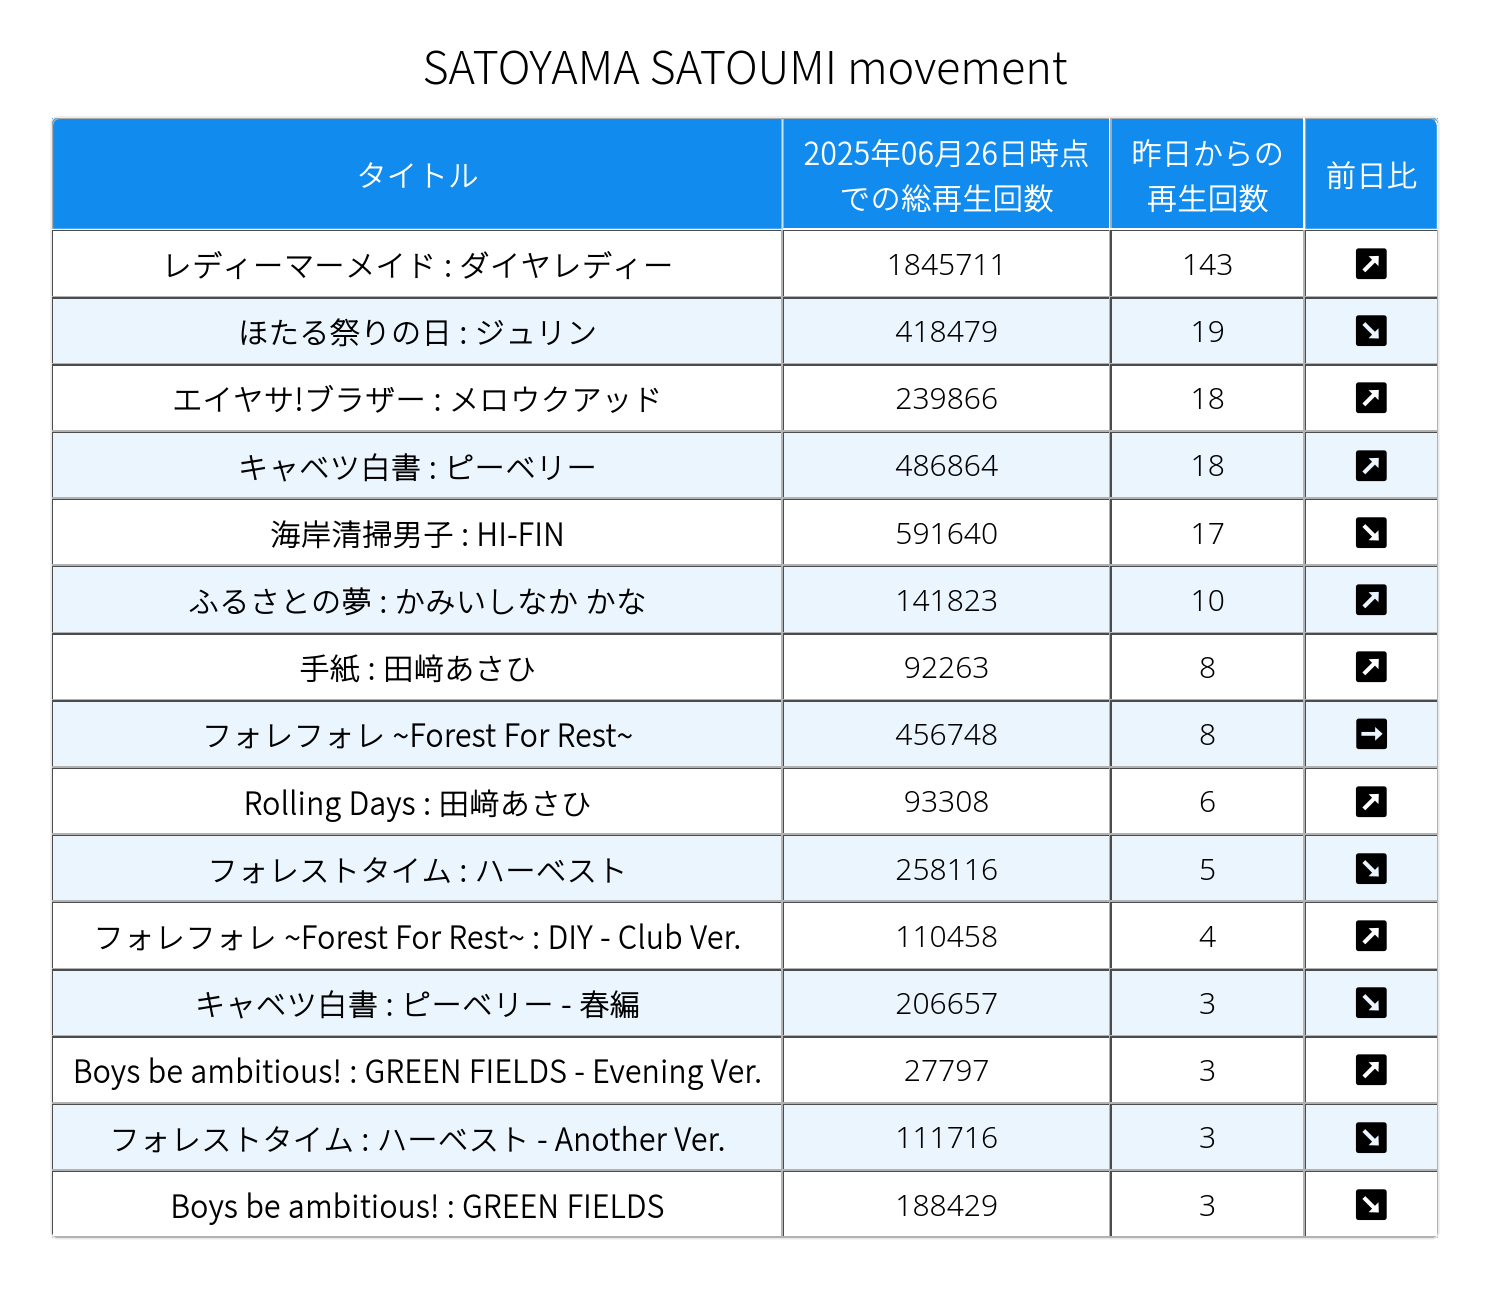 SATOYAMA SATOUMI movement
タイトル 2025年06月26日時点での総再生回数 昨日からの再生回数 前日比
レディーマーメイド : ダイヤレディー 1845711 143 ↗
ほたる祭りの日 : ジュリン 418479 19 ↘
エイヤサ!ブラザー : メロウクアッド 239866 18 ↗
キャベツ白書 : ピーベリー 486864 18 ↗
海岸清掃男子 : HI-FIN 591640 17 ↘
ふるさとの夢 : かみいしなか かな 141823 10 ↗
手紙 : 田﨑あさひ 92263 8 ↗
フォレフォレ ~Forest For Rest~ 456748 8 →
Rolling Days : 田﨑あさひ 93308 6 ↗
フォレストタイム : ハーベスト 258116 5 ↘
フォレフォレ ~Forest For Rest~ : DIY - Club Ver. 110458 4 ↗
キャベツ白書 : ピーベリー - 春編 206657 3 ↘
Boys be ambitious! : GREEN FIELDS - Evening Ver. 27797 3 ↗
フォレストタイム : ハーベスト - Another Ver. 111716 3 ↘
Boys be ambitious! : GREEN FIELDS 188429 3 ↘